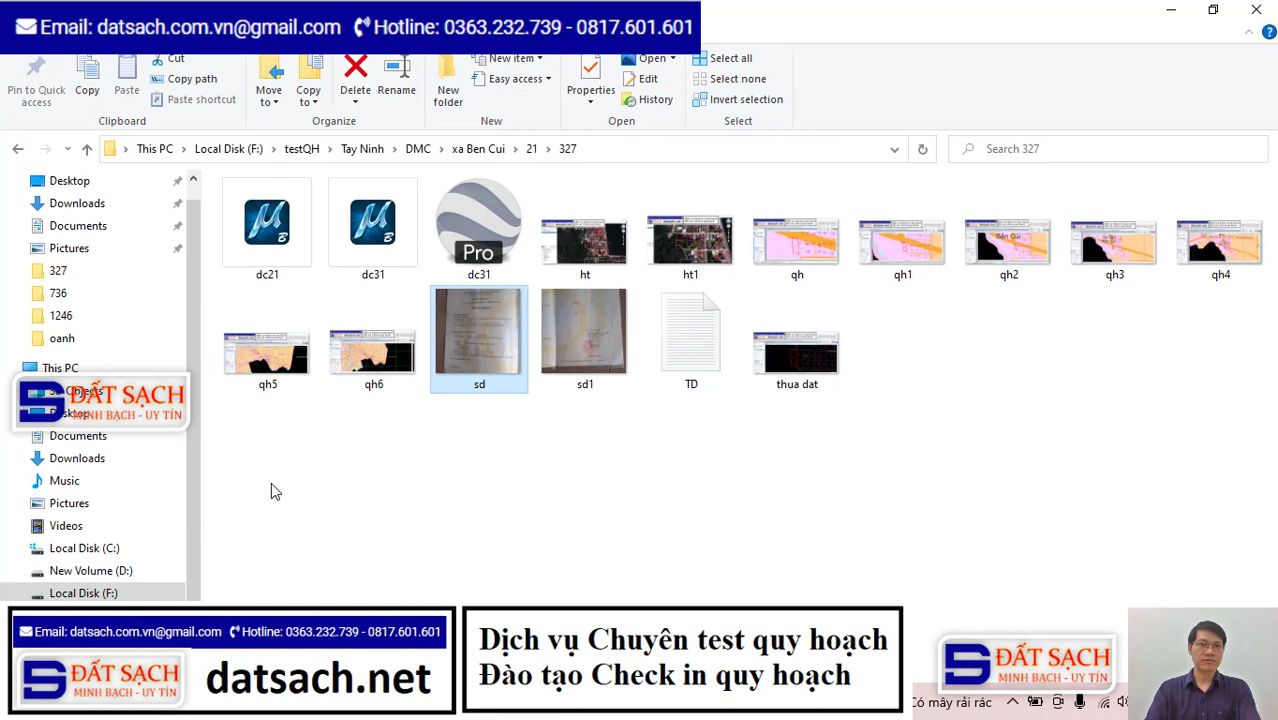 Email: datsach.com.vn@gmail.com Hotline: 0363.232.739 - 0817.601.601
Pin to Quick access
Copy
Paste
Cut
Copy path
Paste shortcut
Clipboard
Move to
Copy to
Delete
Rename
Organize
New folder
New item
Easy access
New
Properties
Open
Edit
History
Open
Select all
Select none
Invert selection
Select
This PC
Local Disk (F:)
testQH
Tay Ninh
DMC
xa Ben Cui
21
327
Search 327
Desktop
Downloads
Documents
Pictures
327
736
1246
oanh
This PC
Desktop
Documents
Downloads
Music
Pictures
Videos
Local Disk (C:)
New Volume (D:)
Local Disk (F:)
ĐẤT SẠCH
MINH BẠCH - UY TÍN
dc21
dc31
Pro
dc31
ht
ht1
qh
qh1
qh2
qh3
qh4
qh5
qh6
sd
sd1
TD
thua dat
Email: datsach.com.vn@gmail.com Hotline: 0363.232.739 - 0817.601.601
ĐẤT SẠCH
MINH BẠCH - UY TÍN
datsach.net
Dịch vụ Chuyên test quy hoạch
Đào tạo Check in quy hoạch
ĐẤT SẠCH
MINH BẠCH - UY TÍN
Có mây rải rác